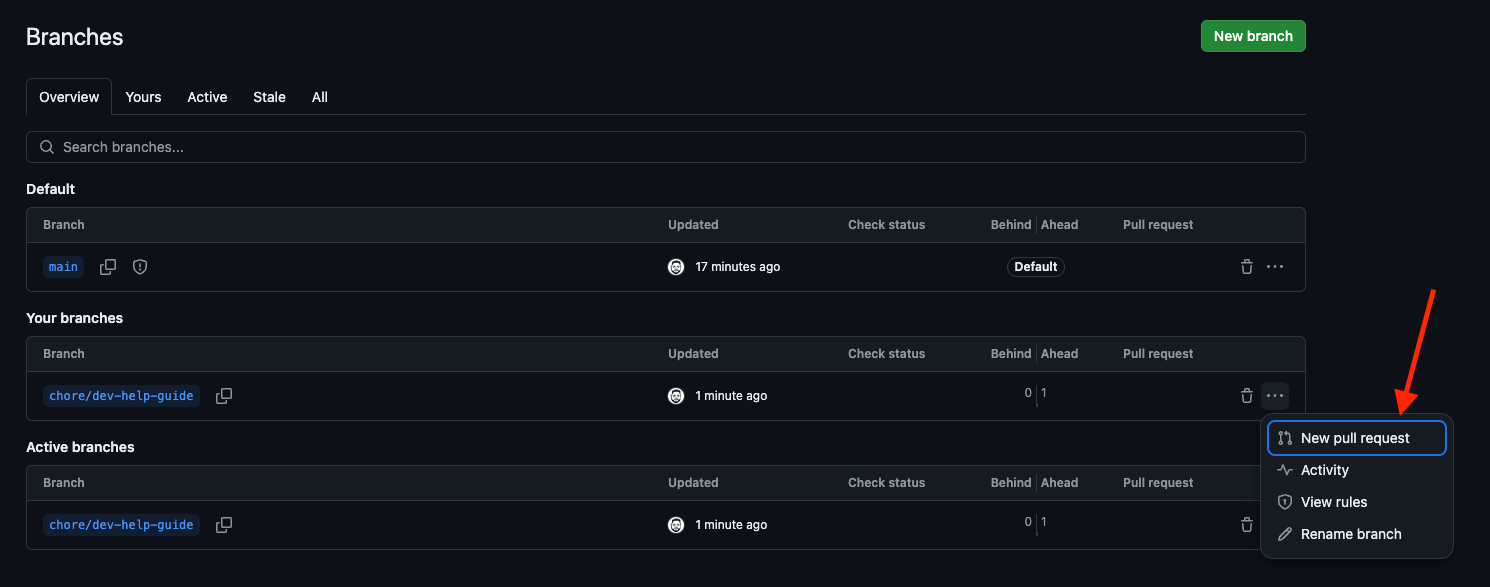 Branches
New branch
Overview Yours Active Stale All
Search branches...
Default
Branch Updated Check status Behind Ahead Pull request
main 17 minutes ago Default
Your branches
Branch Updated Check status Behind Ahead Pull request
chore/dev-help-guide 1 minute ago 0 1
New pull request
Activity
View rules
Rename branch
Active branches
Branch Updated Check status Behind Ahead Pull request
chore/dev-help-guide 1 minute ago 0 1